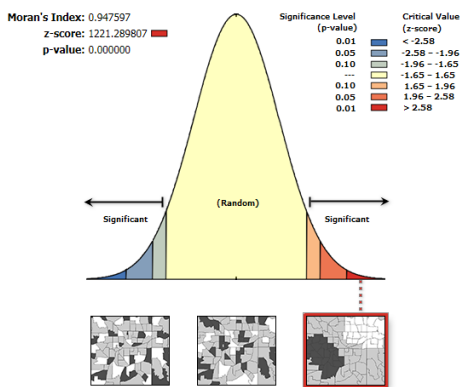 Moran's Index: 0.947597
z-score: 1221.289807
p-value: 0.000000
Significance Level
(p-value)
Critical Value
(z-score)
0.01 < -2.58
0.05 -2.58 – -1.96
0.10 -1.96 – -1.65
--- -1.65 - 1.65
0.10 1.65 – 1.96
0.05 1.96 – 2.58
0.01 > 2.58
Significant
(Random)
Significant